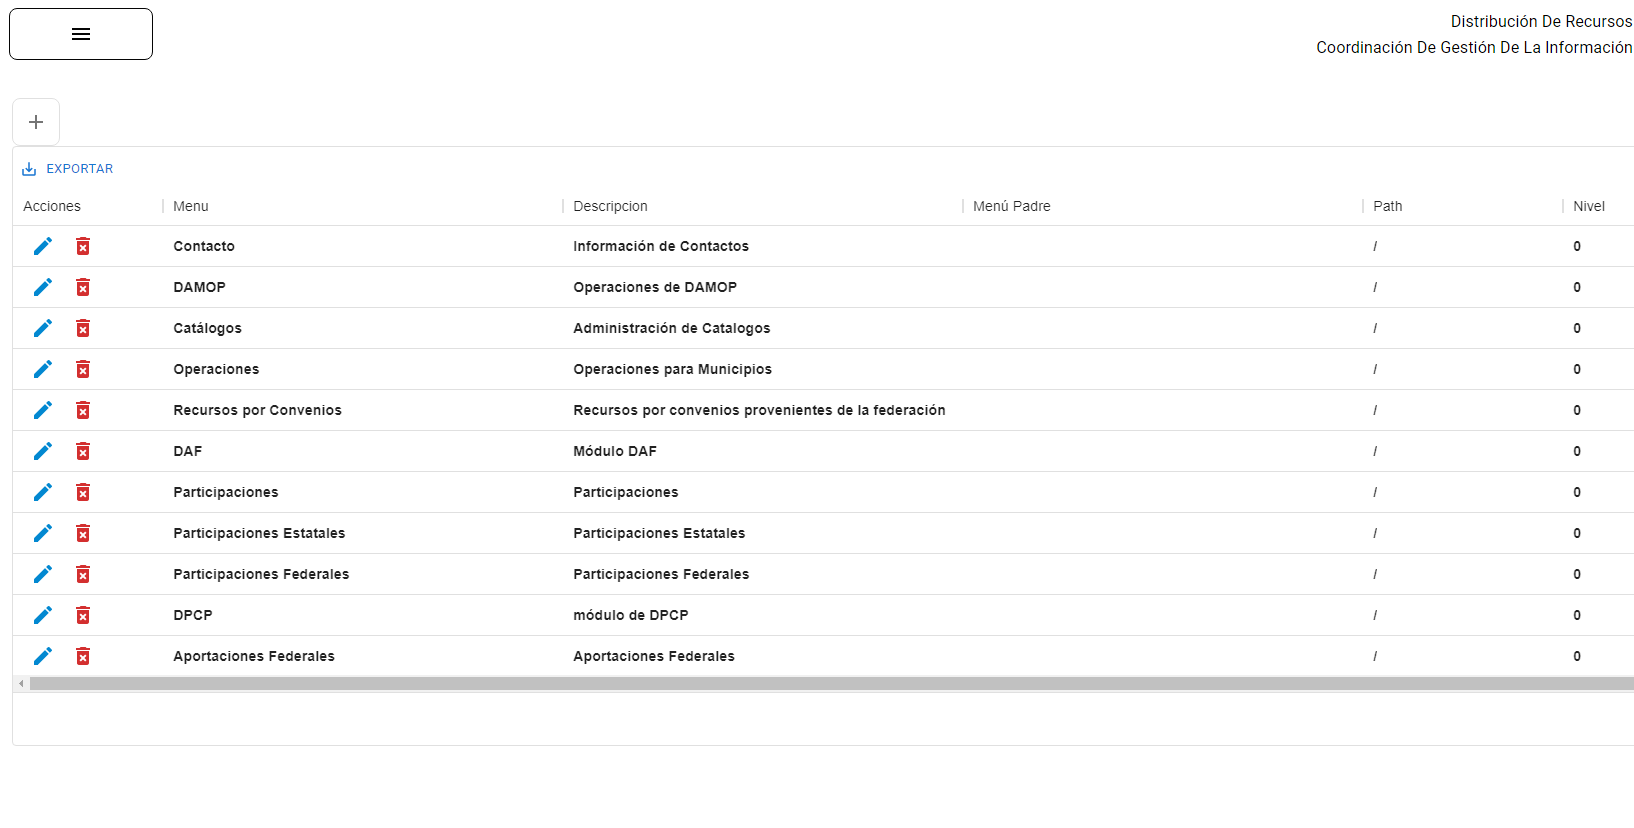 Distribución De Recursos
Coordinación De Gestión De La Información
EXPORTAR
Acciones Menu Descripcion Menú Padre Path Nivel
Contacto Información de Contactos / 0
DAMOP Operaciones de DAMOP / 0
Catálogos Administración de Catalogos / 0
Operaciones Operaciones para Municipios / 0
Recursos por Convenios Recursos por convenios provenientes de la federación / 0
DAF Módulo DAF / 0
Participaciones Participaciones / 0
Participaciones Estatales Participaciones Estatales / 0
Participaciones Federales Participaciones Federales / 0
DPCP módulo de DPCP / 0
Aportaciones Federales Aportaciones Federales / 0